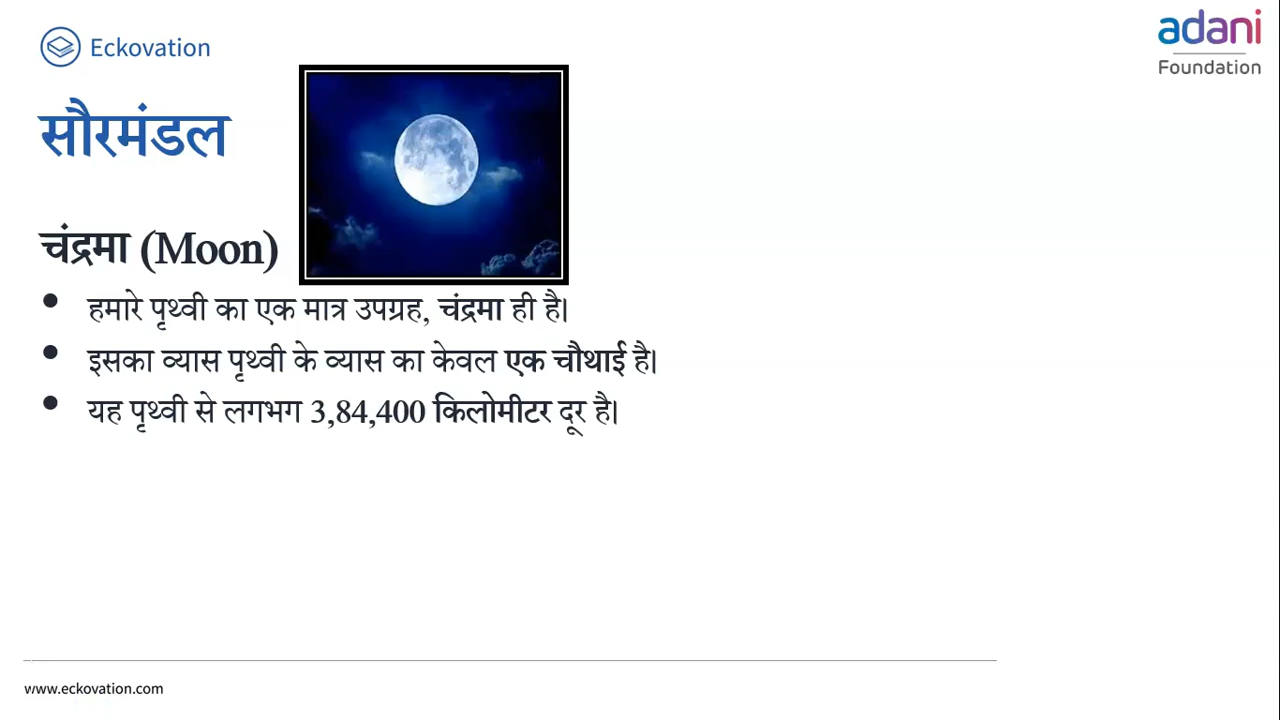 Eckovation
adani
Foundation
सौरमंडल
चंद्रमा (Moon)
• हमारे पृथ्वी का एक मात्र उपग्रह, चंद्रमा ही है।
• इसका व्यास पृथ्वी के व्यास का केवल एक चौथाई है।
• यह पृथ्वी से लगभग 3,84,400 किलोमीटर दूर है।
www.eckovation.com